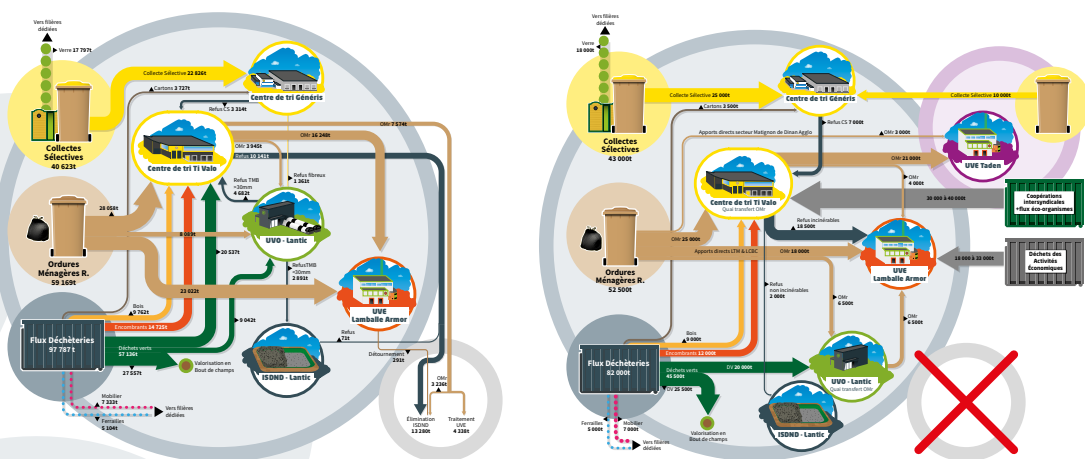 Vers filières
dédiées
Verre 17 797t
Collecte Sélective 22 826t
Cartons 3 727t
Centre de tri Généris
Refus CS 3 314t
Collectes
Sélectives
40 623t
OMr 7 574t
OMr 16 248t
OMr 3 945t
Refus 10 141t
Centre de tri Ti Valo
Refus fibreux
1 361t
Refus TMB
>30mm
4 682t
28 058t
8 089t
UVO - Lantic
20 537t
Ordures
Ménagères R.
59 169t
RefusTMB
<30mm
2 891t
23 022t
UVE
Lamballe Armor
Bois
9 762t
9 042t
Encombrants 14 725t
Flux Déchèteries
97 787 t
Déchets verts
57 136t
27 557t
Valorisation en
Bout de champs
ISDND - Lantic
Refus
72t
Détournement
291t
OMr
3 236t
Mobilier
7 333t
Vers filières
dédiées
Ferrailles
5 104t
Élimination
ISDND
13 280t
Traitement
UVE
4 338t
Vers filières
dédiées
Verre
18 000t
Collecte Sélective 25 000t
Cartons 3 500t
Centre de tri Généris
Collecte Sélective 10 000t
Refus CS 7 000t
Collectes
Sélectives
43 000t
Apports directs secteur Matignon de Dinan Agglo
OMr 3 000t
OMr 21 000t
UVE Taden
Centre de tri Ti Valo
Quai transfert OMr
OMr
4 000t
30 000 à 40 000t
Coopérations
intersyndicales
+flux éco-organismes
Refus incinérables
18 500t
OMr 25 000t
Apports directs LTM & LCBC
OMr 18 000t
UVE
Lamballe Armor
Déchets des
Activités
Économiques
Ordures
Ménagères R.
52 500t
Refus
non incinérables
2 000t
OMr
6 500t
OMr
6 500t
Bois
9 000t
Encombrants 12 000t
Flux Déchèteries
82 000t
Déchets verts
45 500t
DV 20 000t
DV 25 500t
UVO - Lantic
Quai transfert OMr
Ferrailles
5 000t
Mobilier
7 000t
Vers filières
dédiées
Valorisation en
Bout de champs
ISDND - Lantic